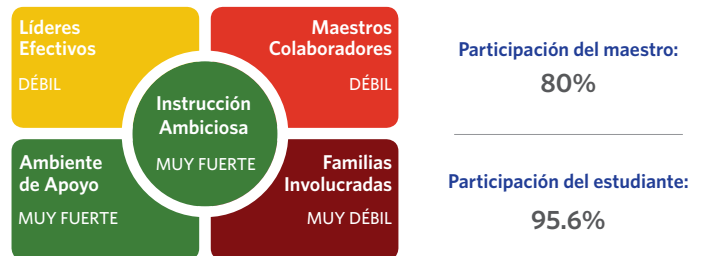 Líderes
Efectivos
DÉBIL
Maestros
Colaboradores
DÉBIL
Instrucción
Ambiciosa
MUY FUERTE
Ambiente
de Apoyo
MUY FUERTE
Familias
Involucradas
MUY DÉBIL
Participación del maestro:
80%
Participación del estudiante:
95.6%